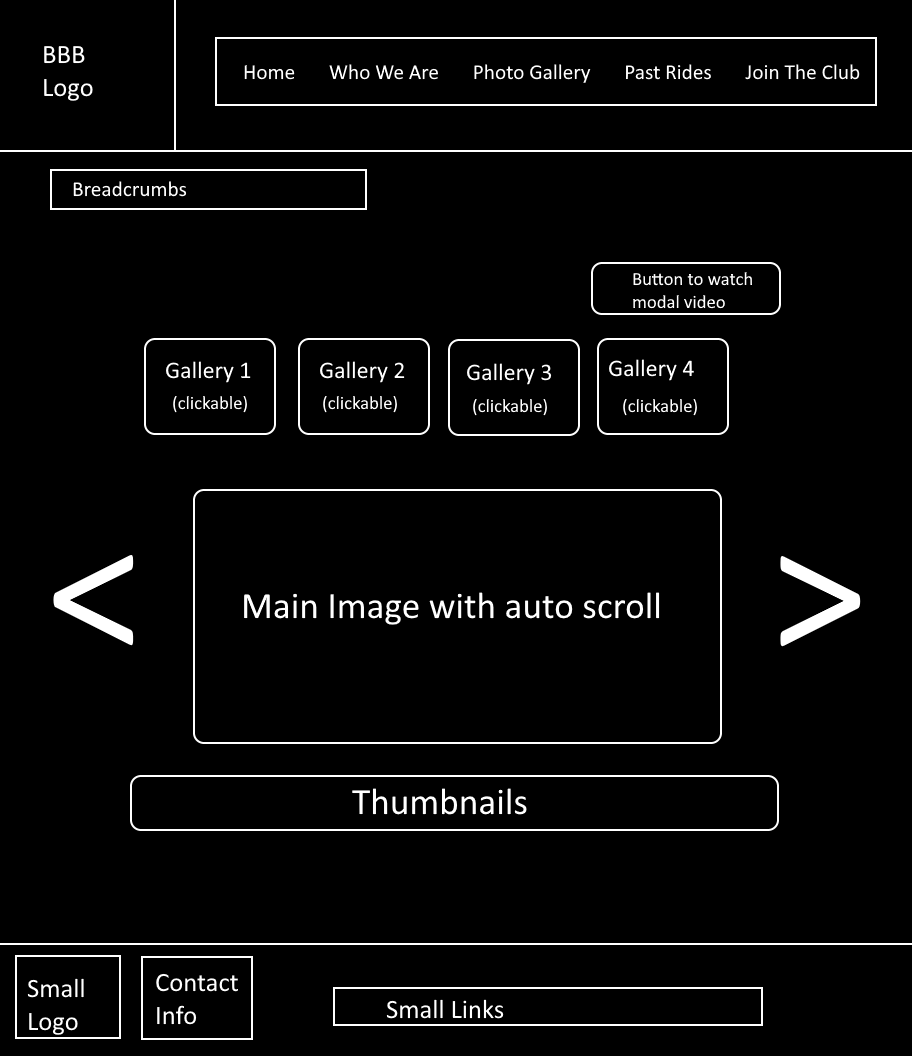 BBB
Logo
Home Who We Are Photo Gallery Past Rides Join The Club
Breadcrumbs
Button to watch
modal video
Gallery 1 Gallery 2 Gallery 3 Gallery 4
(clickable) (clickable) (clickable) (clickable)
< Main Image with auto scroll >
Thumbnails
Small
Logo
Contact
Info
Small Links